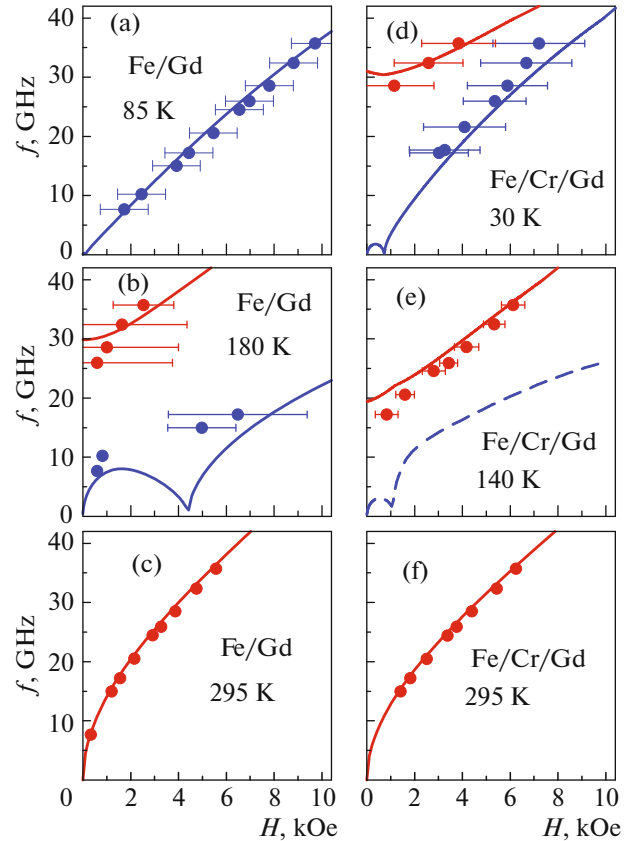 (a)
Fe/Gd
85 K
f, GHz
40
30
20
10
0
(d)
Fe/Cr/Gd
30 K
(b)
Fe/Gd
180 K
f, GHz
40
30
20
10
0
(e)
Fe/Cr/Gd
140 K
(c)
Fe/Gd
295 K
f, GHz
40
30
20
10
0 2 4 6 8 10
H, kOe
(f)
Fe/Cr/Gd
295 K
0 2 4 6 8 10
H, kOe